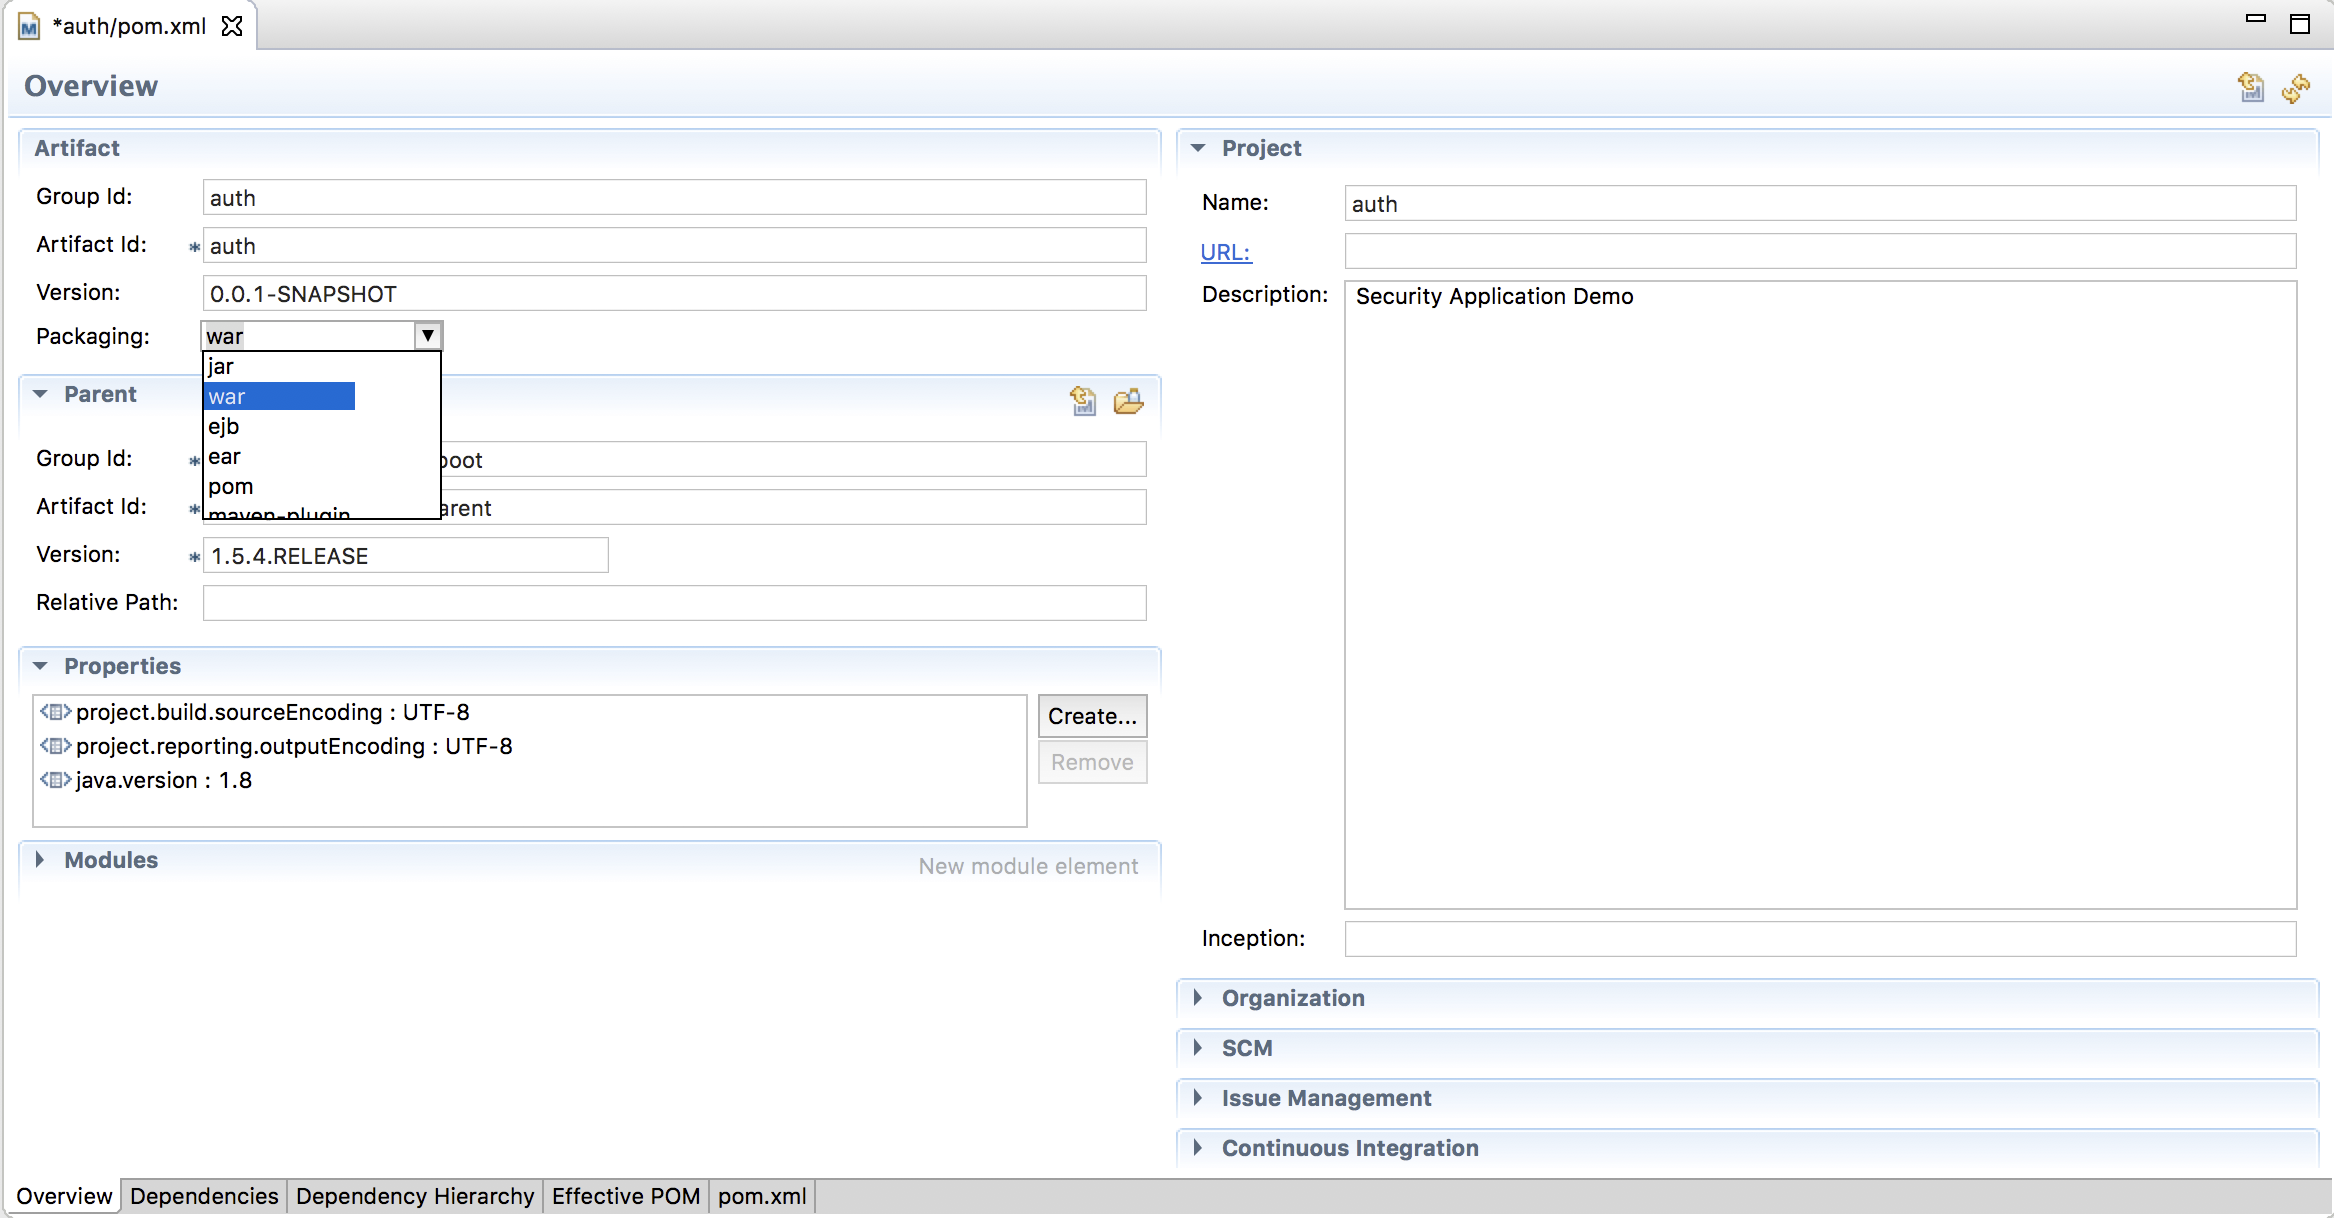 *auth/pom.xml
Overview
Artifact
Group Id: auth
Artifact Id: * auth
Version: 0.0.1-SNAPSHOT
Packaging: war
jar
war
ejb
ear
pom
maven-plugin
Parent
Group Id: * boot
Artifact Id: * arent
Version: * 1.5.4.RELEASE
Relative Path:
Properties
project.build.sourceEncoding : UTF-8
project.reporting.outputEncoding : UTF-8
java.version : 1.8
Create...
Remove
Modules
New module element
Project
Name: auth
URL:
Description: Security Application Demo
Inception:
Organization
SCM
Issue Management
Continuous Integration
Overview Dependencies Dependency Hierarchy Effective POM pom.xml